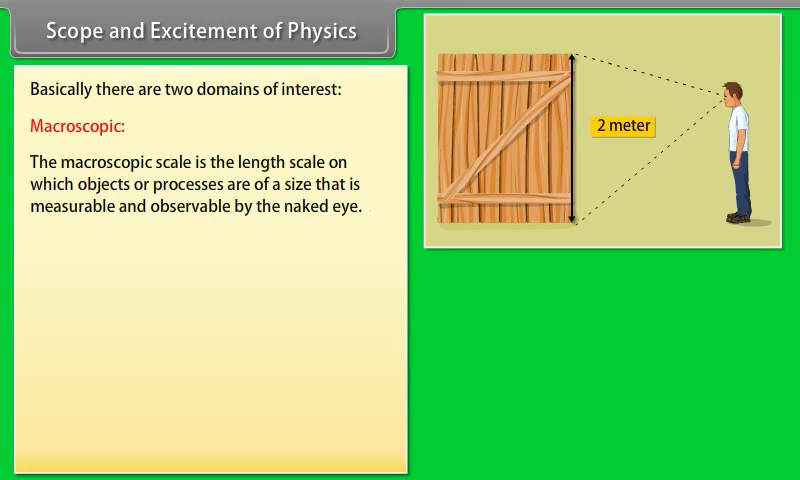 Scope and Excitement of Physics
Basically there are two domains of interest:
Macroscopic:
The macroscopic scale is the length scale on
which objects or processes are of a size that is
measurable and observable by the naked eye.
2 meter